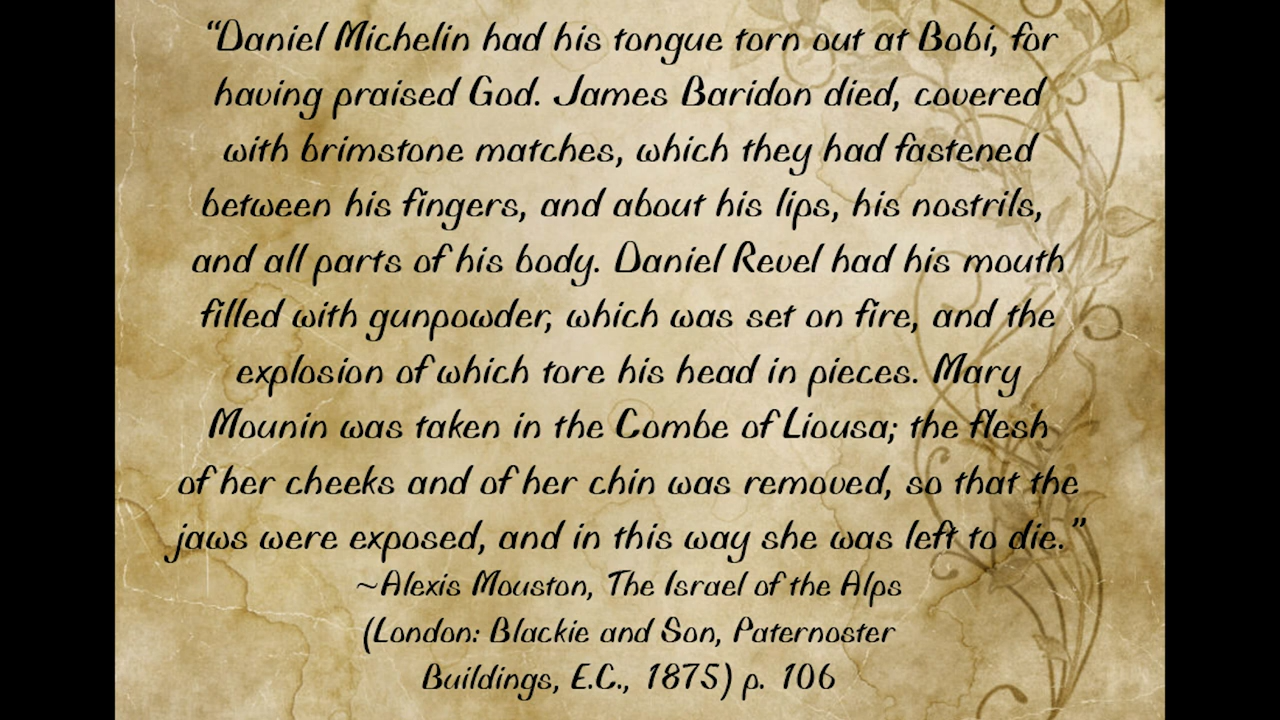 “Daniel Michelin had his tongue torn out at Bobi, for
having praised God. James Baridon died, covered
with brimstone matches, which they had fastened
between his fingers, and about his lips, his nostrils,
and all parts of his body. Daniel Revel had his mouth
filled with gunpowder, which was set on fire, and the
explosion of which tore his head in pieces. Mary
Mounin was taken in the Combe of Liousa; the flesh
of her cheeks and of her chin was removed, so that the
jaws were exposed, and in this way she was left to die.”
~Alexis Mouston, The Israel of the Alps
(London: Blackie and Son, Paternoster
Buildings, E.C., 1875) p. 106